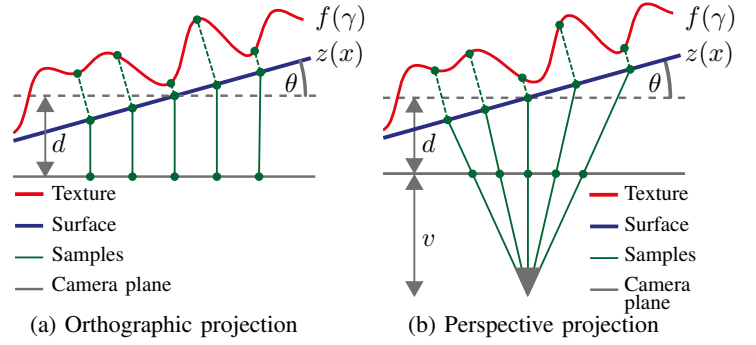 f(γ)
z(x)
θ
d
Texture
Surface
Samples
Camera plane
(a) Orthographic projection
f(γ)
z(x)
θ
d
v
Texture
Surface
Samples
Camera
plane
(b) Perspective projection